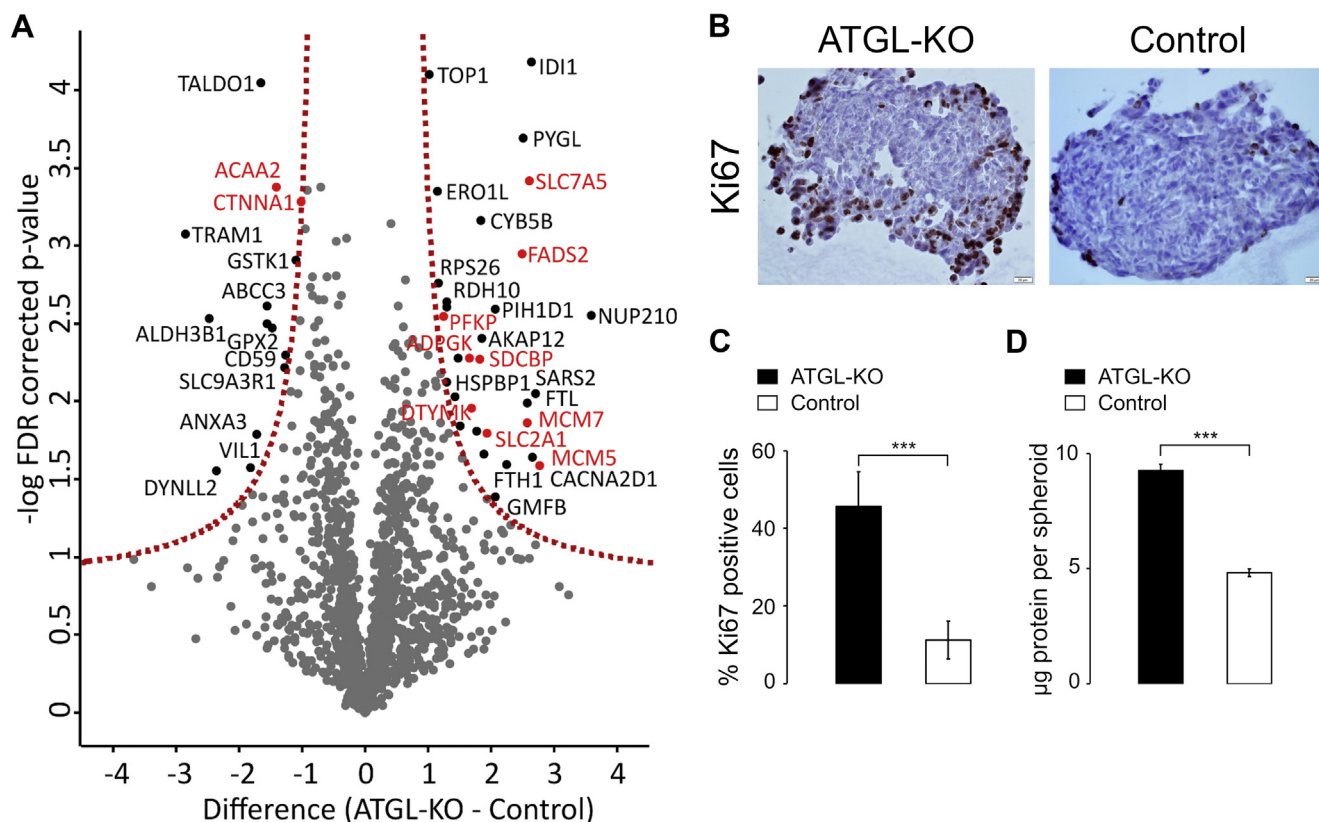 A
-log FDR corrected p-value
4
3.5
3
2.5
2
1.5
1
0.5
0
-4
-3
-2
-1
0
1
2
3
4
Difference (ATGL-KO - Control)
TALDO1
TOP1
IDI1
PYGL
ACAA2
SLC7A5
CTNNA1
ERO1L
CYB5B
TRAM1
GSTK1
FADS2
RPS26
ABCC3
RDH10
PIH1D1
NUP210
ALDH3B1
PFKP
GPX2
ADPGK
AKAP12
CD59
SDCBP
SLC9A3R1
HSPBP1
SARS2
FTL
ANXA3
DTYMK
MCM7
SLC2A1
VIL1
MCM5
DYNLL2
FTH1
CACNA2D1
GMFB
B
ATGL-KO
Control
Ki67
C
ATGL-KO
Control
% Ki67 positive cells
60
40
20
0
***
D
ATGL-KO
Control
µg protein per spheroid
10
5
0
***